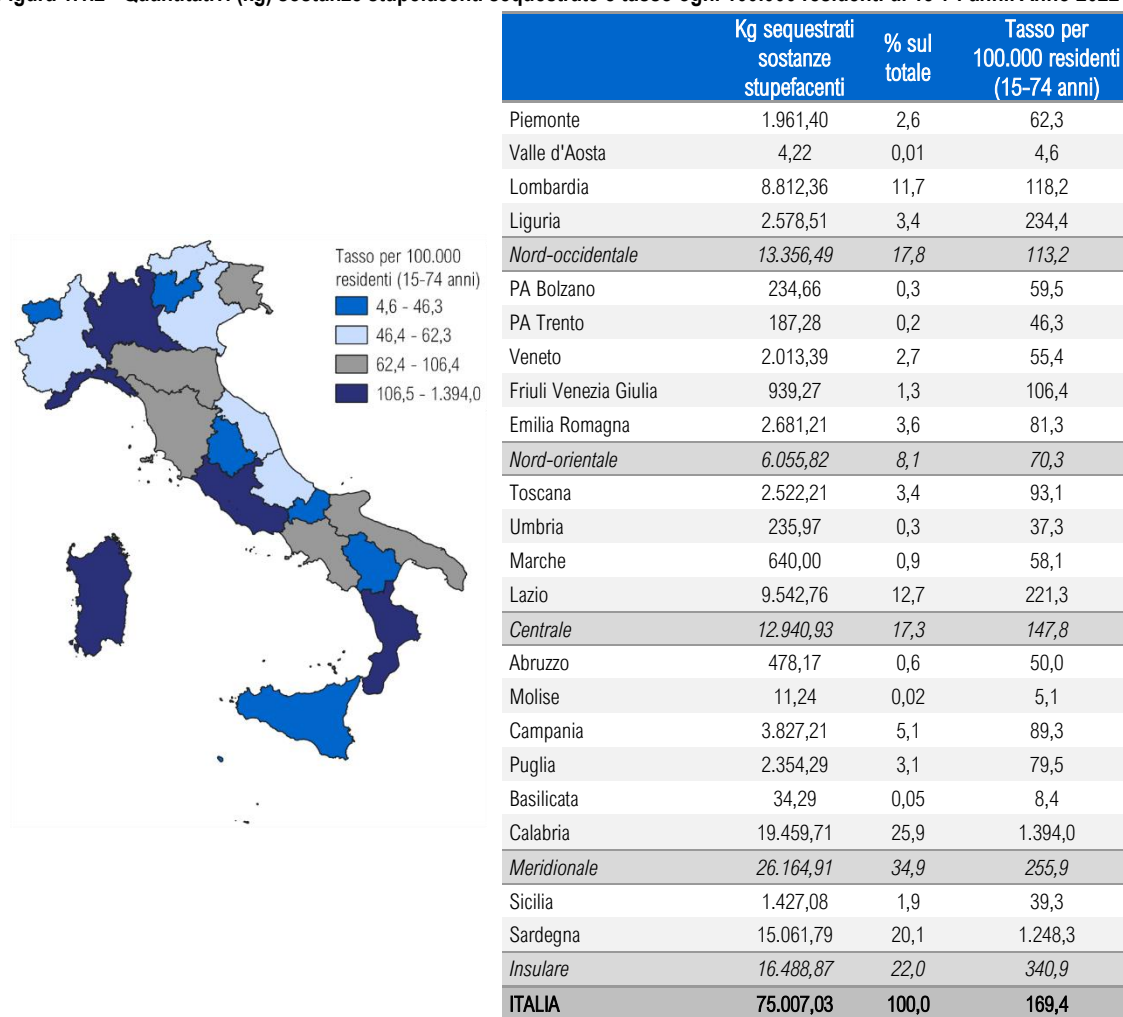 Kg sequestrati sostanze stupefacenti % sul totale Tasso per 100.000 residenti (15-74 anni)
Piemonte 1.961,40 2,6 62,3
Valle d'Aosta 4,22 0,01 4,6
Lombardia 8.812,36 11,7 118,2
Liguria 2.578,51 3,4 234,4
Nord-occidentale 13.356,49 17,8 113,2
PA Bolzano 234,66 0,3 59,5
PA Trento 187,28 0,2 46,3
Veneto 2.013,39 2,7 55,4
Friuli Venezia Giulia 939,27 1,3 106,4
Emilia Romagna 2.681,21 3,6 81,3
Nord-orientale 6.055,82 8,1 70,3
Toscana 2.522,21 3,4 93,1
Umbria 235,97 0,3 37,3
Marche 640,00 0,9 58,1
Lazio 9.542,76 12,7 221,3
Centrale 12.940,93 17,3 147,8
Abruzzo 478,17 0,6 50,0
Molise 11,24 0,02 5,1
Campania 3.827,21 5,1 89,3
Puglia 2.354,29 3,1 79,5
Basilicata 34,29 0,05 8,4
Calabria 19.459,71 25,9 1.394,0
Meridionale 26.164,91 34,9 255,9
Sicilia 1.427,08 1,9 39,3
Sardegna 15.061,79 20,1 1.248,3
Insulare 16.488,87 22,0 340,9
ITALIA 75.007,03 100,0 169,4
Tasso per 100.000
residenti (15-74 anni)
4,6 - 46,3
46,4 - 62,3
62,4 - 106,4
106,5 - 1.394,0